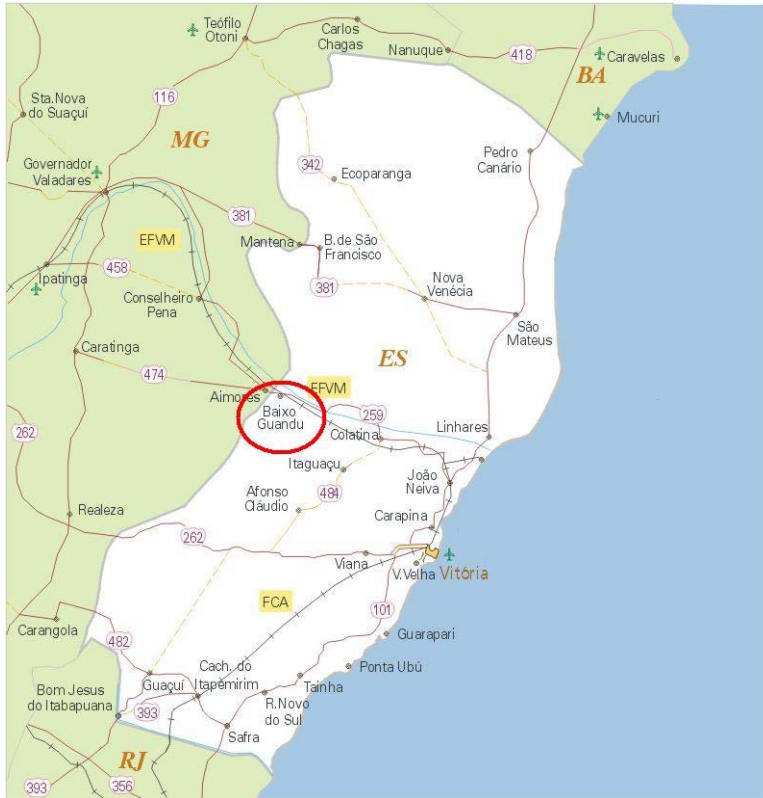 Teófilo
Otoni
Carlos
Chagas
Nanuque
418
Caravelas
BA
116
Sta.Nova
do Suaçuí
Mucuri
MG
Pedro
Canário
Governador
Valadares
342
Ecoparanga
381
EFVM
Mantena
B.de São
Francisco
458
Ipatinga
381
Nova
Venécia
Conselheiro
Pena
São
Mateus
Caratinga
ES
474
Aimores
EFVM
Baixo
Guandu
259
262
Colatina
Linhares
Itaguaçu
João
Neiva
484
Afonso
Cláudio
Realeza
Carapina
262
Viana
V.Velha
Vitória
FCA
101
Carangola
Guarapari
482
Ponta Ubú
Guaçuí
Cach. do
Itapemirim
Tainha
Bom Jesus
do Itabapuana
393
R.Novo
do Sul
Safra
RJ
393
356